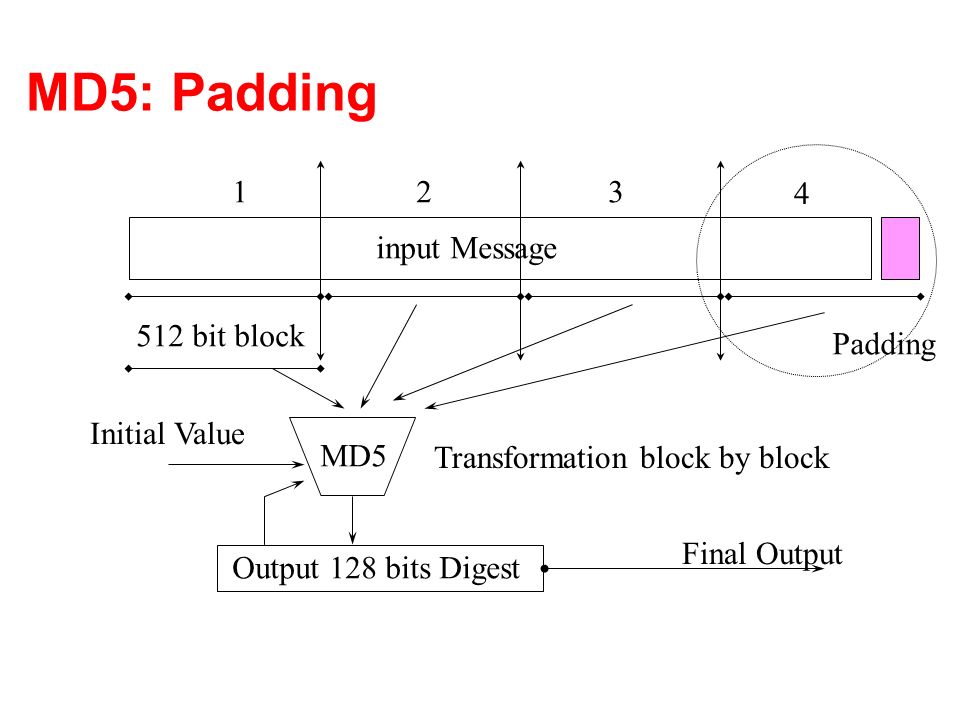 MD5: Padding
1 2 3 4
input Message
512 bit block
Padding
Initial Value
MD5
Transformation block by block
Final Output
Output 128 bits Digest